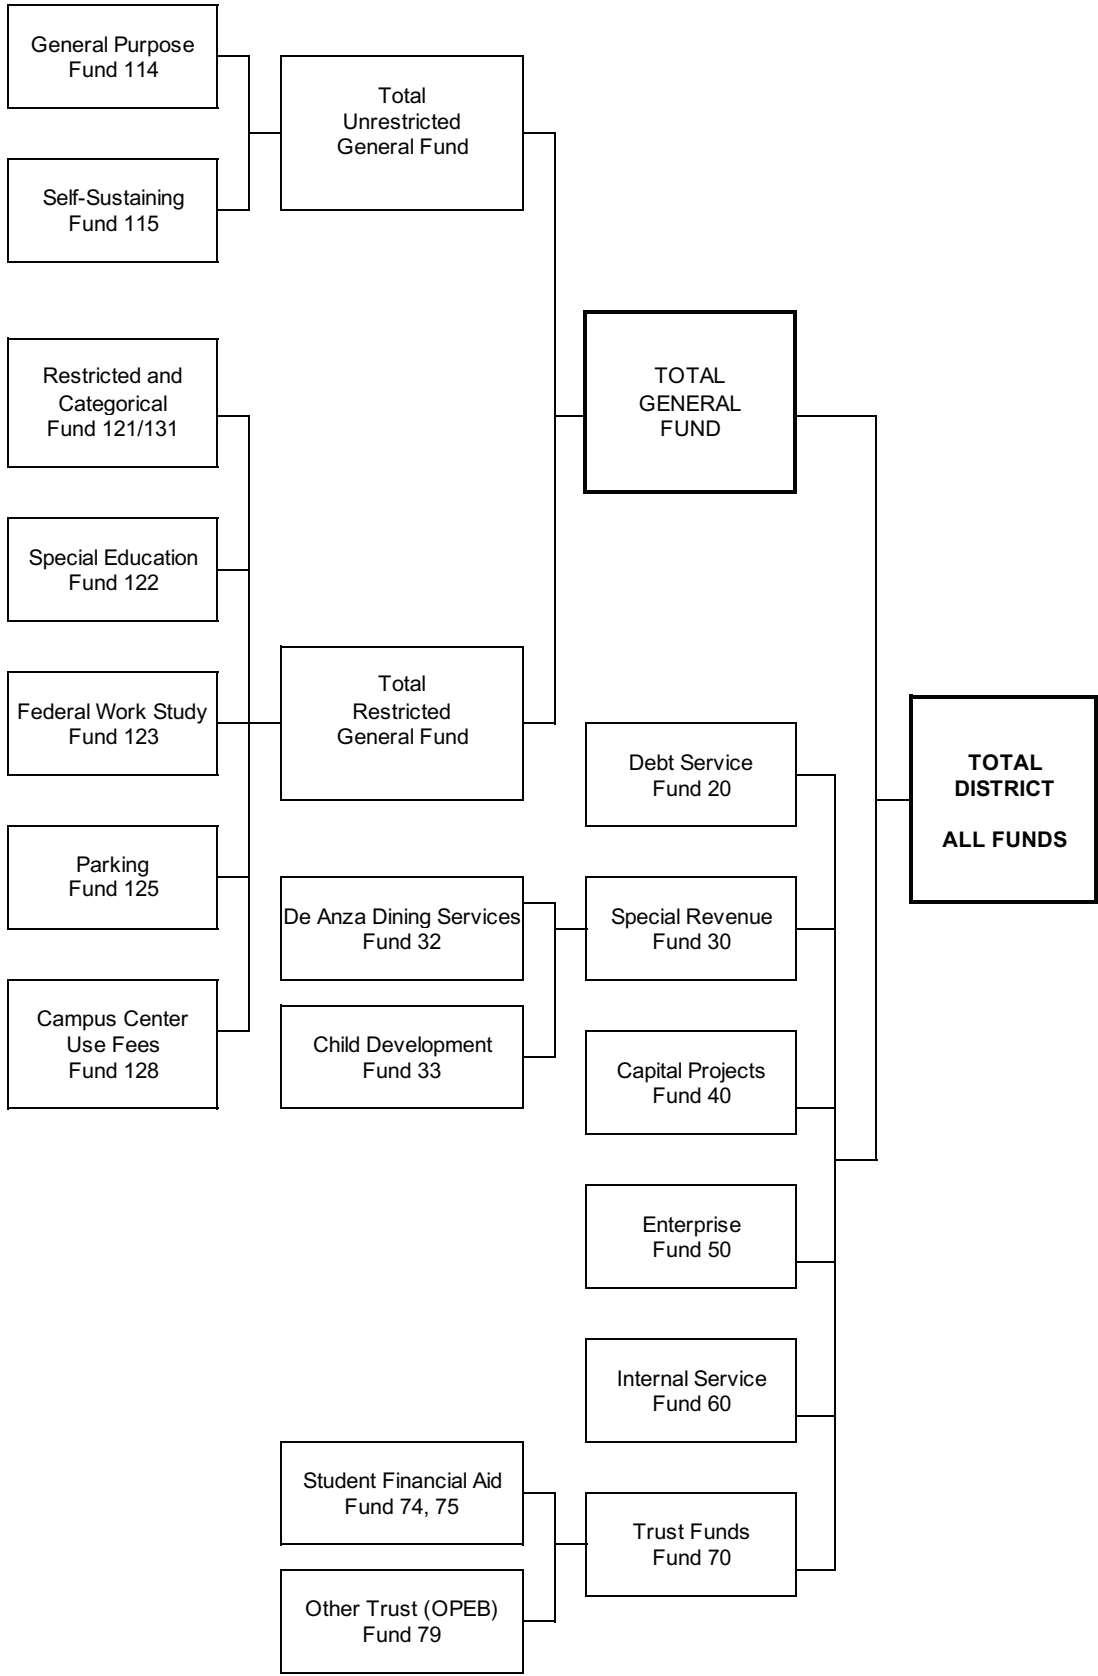 General Purpose
Fund 114
Total
Unrestricted
General Fund
Self-Sustaining
Fund 115
Restricted and
Categorical
Fund 121/131
TOTAL
GENERAL
FUND
Special Education
Fund 122
Federal Work Study
Fund 123
Total
Restricted
General Fund
Debt Service
Fund 20
TOTAL
DISTRICT
ALL FUNDS
Parking
Fund 125
De Anza Dining Services
Fund 32
Special Revenue
Fund 30
Campus Center
Use Fees
Fund 128
Child Development
Fund 33
Capital Projects
Fund 40
Enterprise
Fund 50
Internal Service
Fund 60
Student Financial Aid
Fund 74, 75
Trust Funds
Fund 70
Other Trust (OPEB)
Fund 79